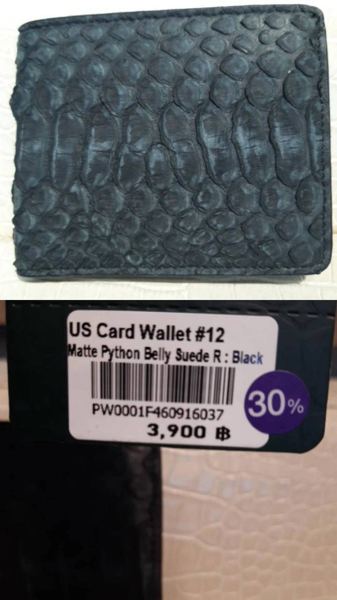 US Card Wallet #12
Matte Python Belly Suede R : Black
PW0001F460916037
3,900 ฿
30%